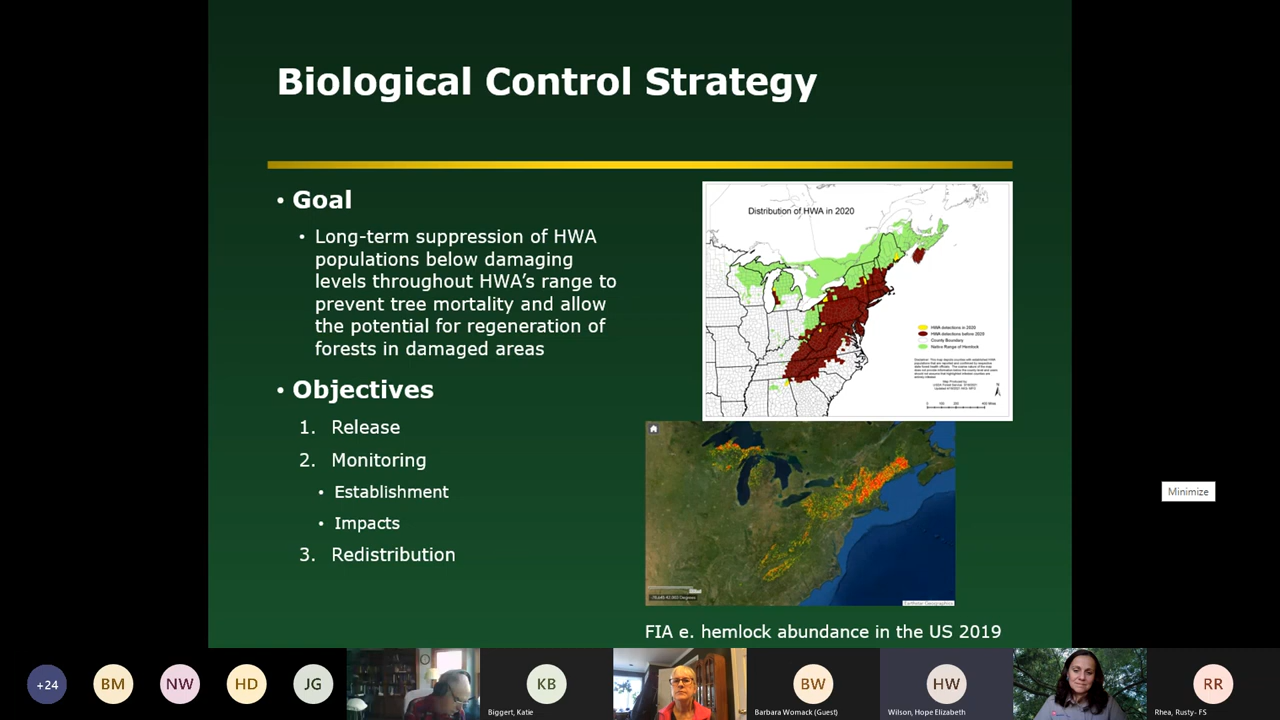 Biological Control Strategy
• Goal
• Long-term suppression of HWA
populations below damaging
levels throughout HWA's range to
prevent tree mortality and allow
the potential for regeneration of
forests in damaged areas
• Objectives
1. Release
2. Monitoring
• Establishment
• Impacts
3. Redistribution
Distribution of HWA in 2020
HWA detections in 2020
HWA detections before 2020
County Boundary
Native Range of Hemlock
FIA e. hemlock abundance in the US 2019
Minimize
+24
BM
NW
HD
JG
KB
Biggert, Katie
BW
Barbara Womack (Guest)
HW
Wilson, Hope Elizabeth
RR
Rhea, Rusty- FS